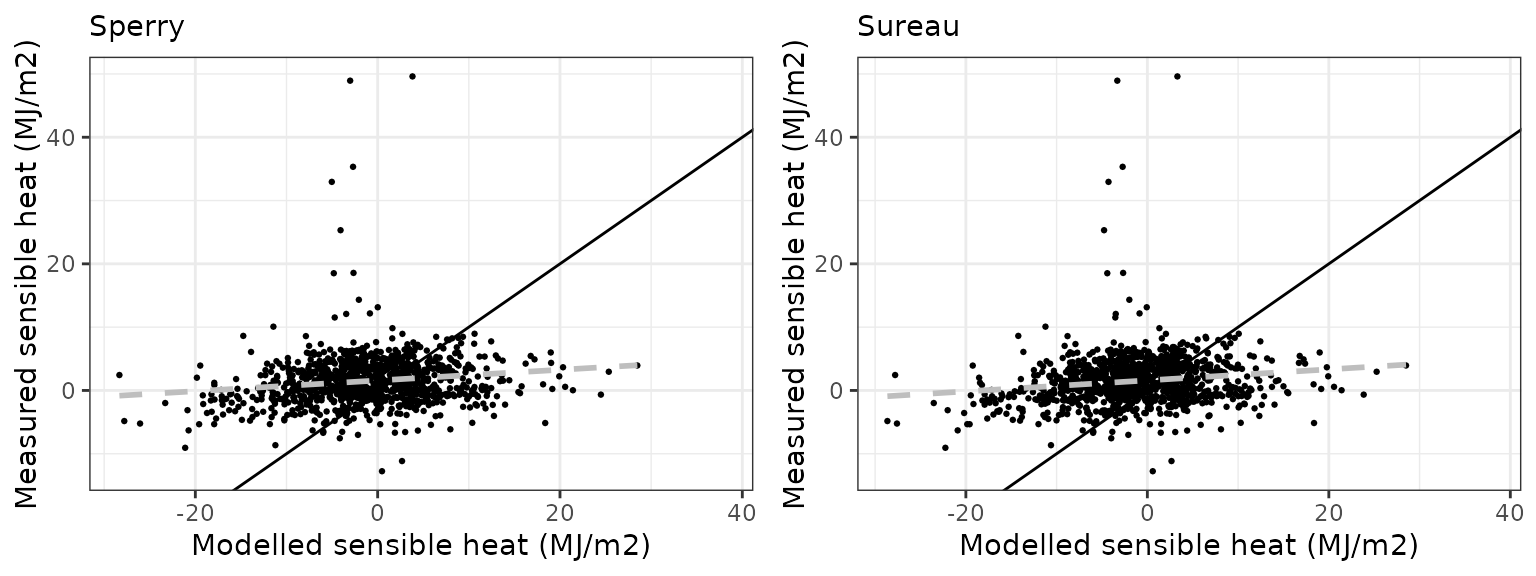 Sperry
Measured sensible heat (MJ/m2)
40
20
0
-20 0 20 40
Modelled sensible heat (MJ/m2)
Sureau
Measured sensible heat (MJ/m2)
40
20
0
-20 0 20 40
Modelled sensible heat (MJ/m2)